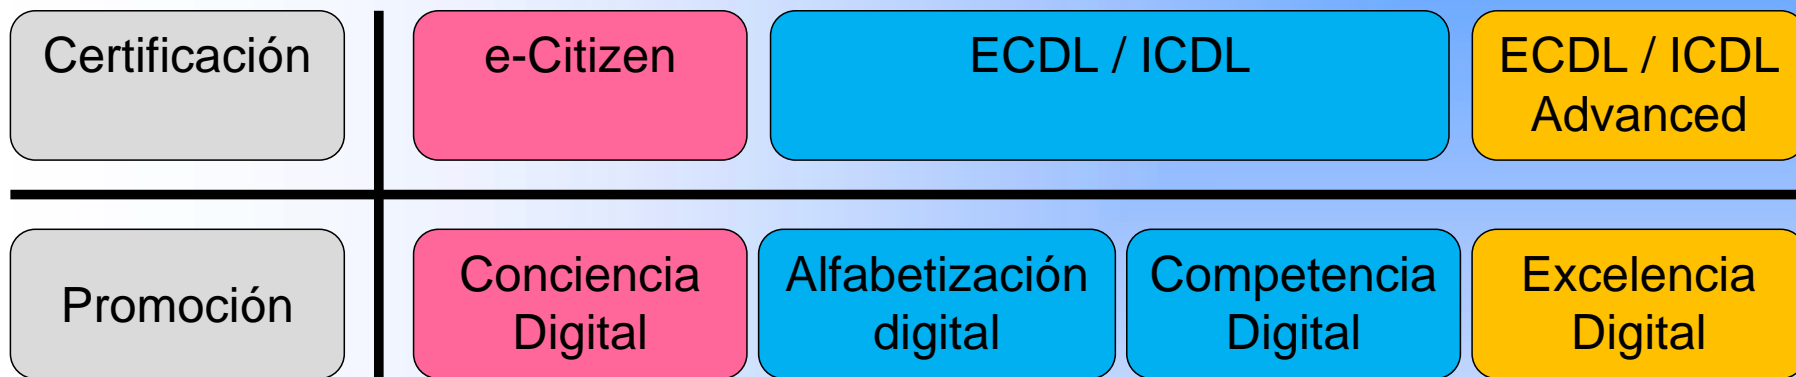 Certificación
e-Citizen
ECDL / ICDL
ECDL / ICDL
Advanced
Promoción
Conciencia
Digital
Alfabetización
digital
Competencia
Digital
Excelencia
Digital